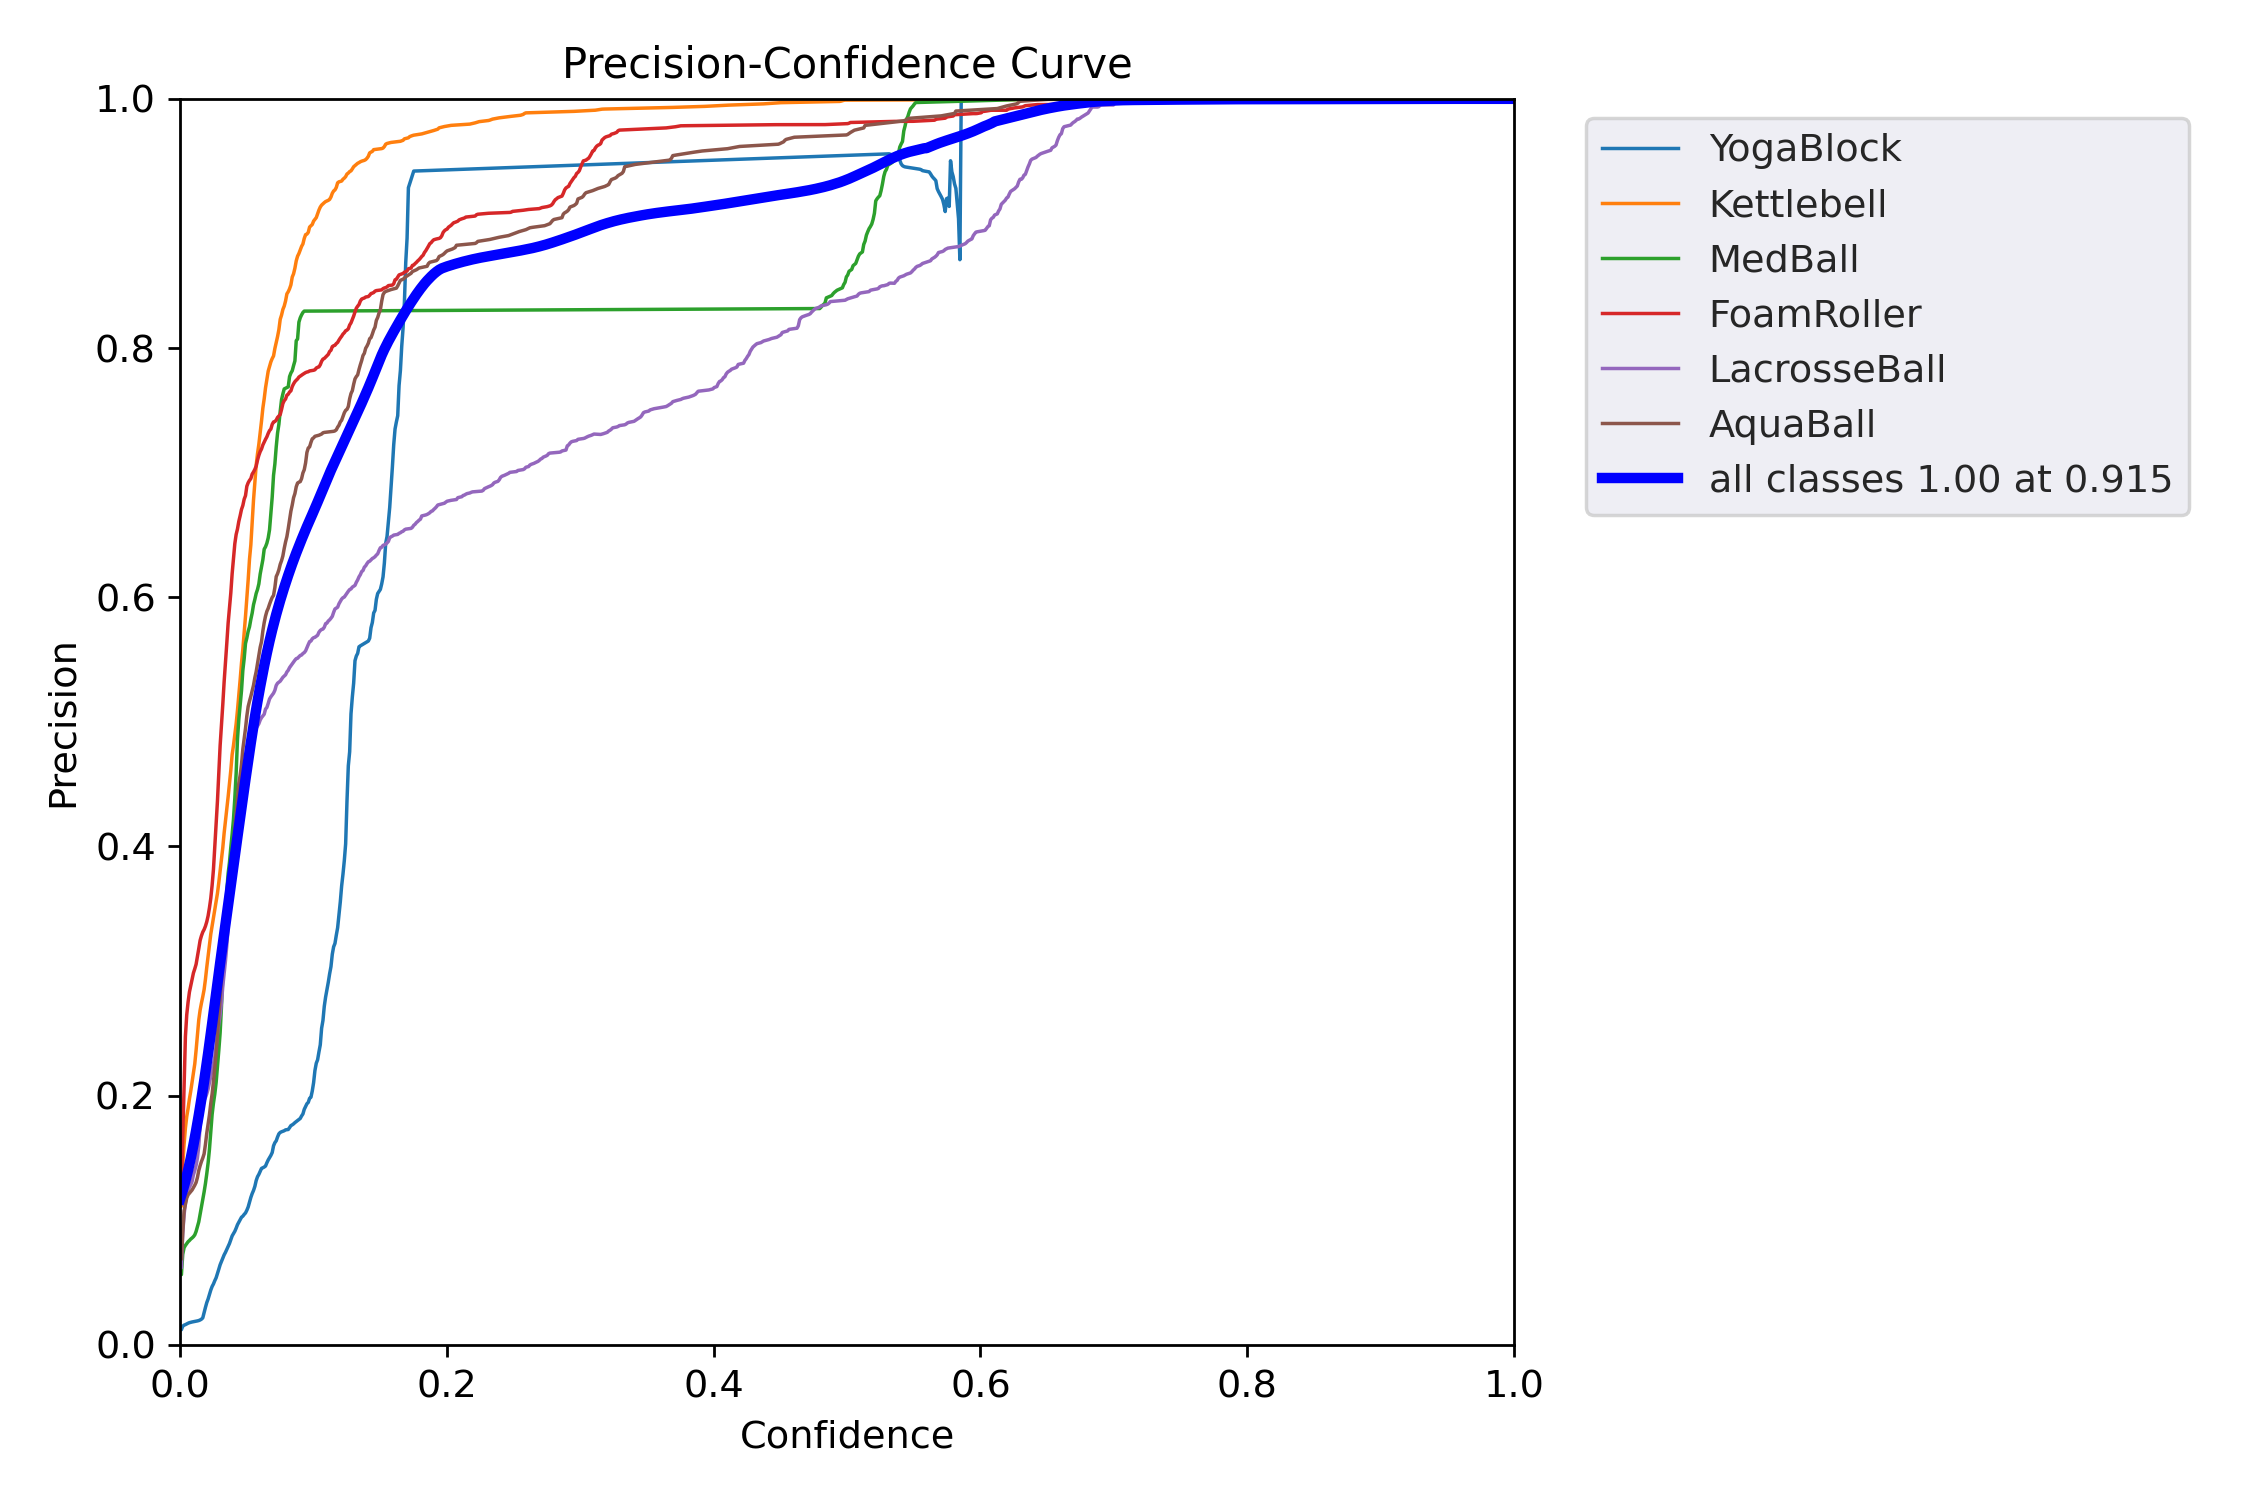 Precision-Confidence Curve
1.0
0.8
0.6
0.4
0.2
0.0
Precision
0.0 0.2 0.4 0.6 0.8 1.0
Confidence
YogaBlock
Kettlebell
MedBall
FoamRoller
LacrosseBall
AquaBall
all classes 1.00 at 0.915